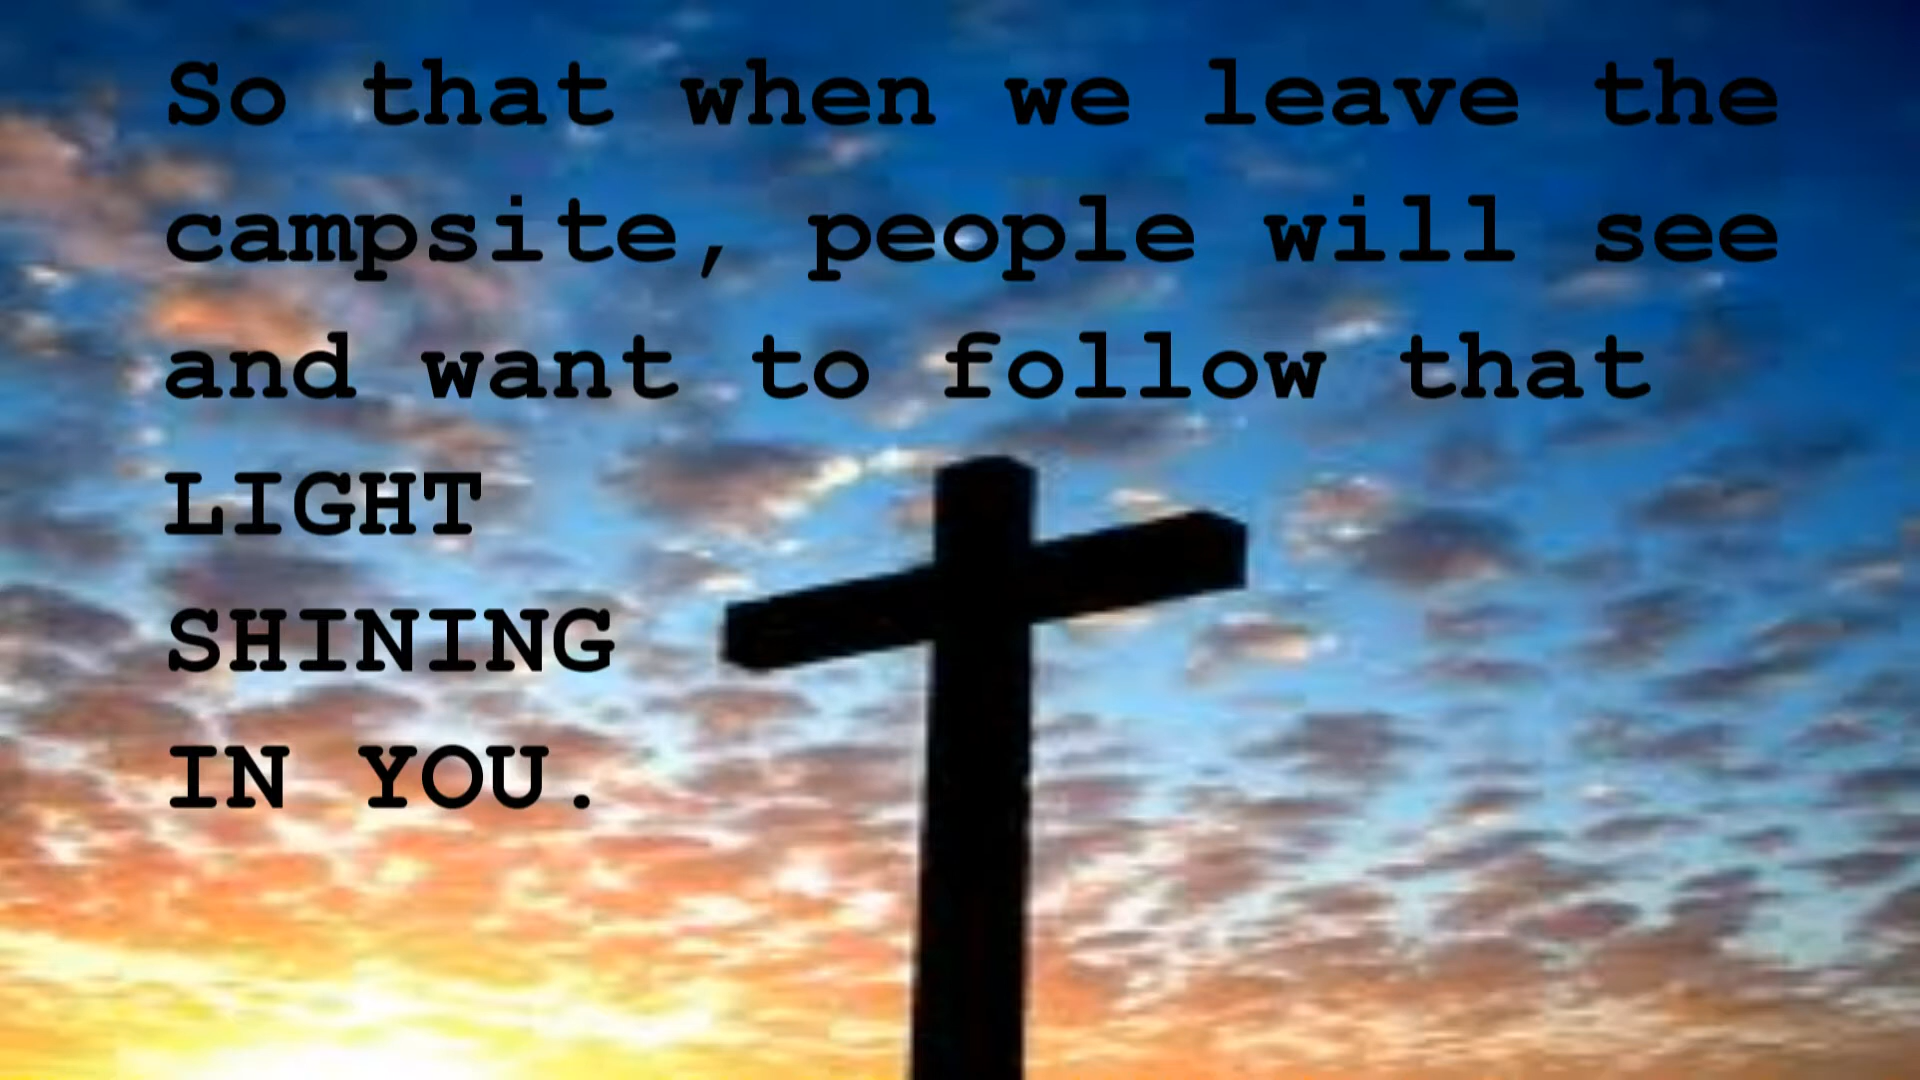 So that when we leave the
campsite, people will see
and want to follow that
LIGHT
SHINING
IN YOU.